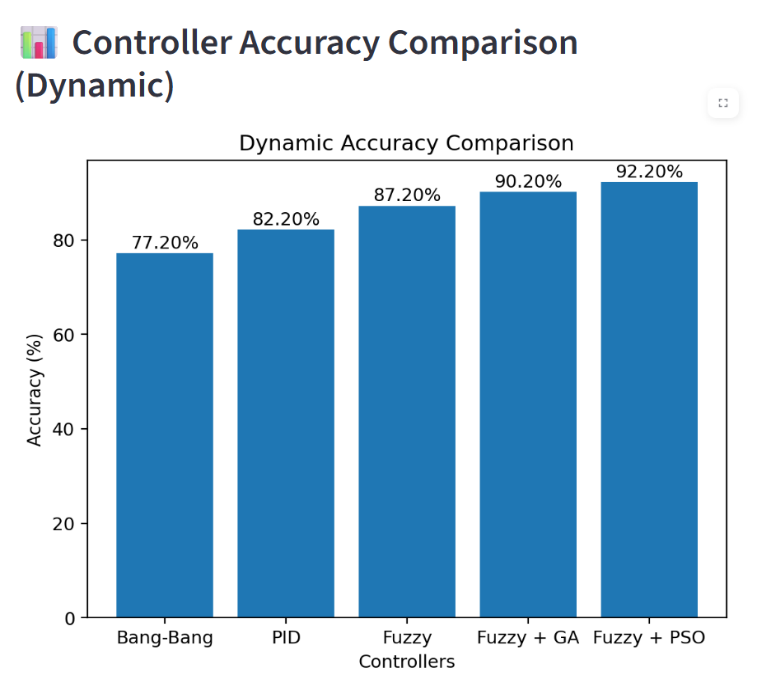 Controller Accuracy Comparison
(Dynamic)
Dynamic Accuracy Comparison
92.20%
90.20%
87.20%
82.20%
77.20%
80
60
40
20
0
Accuracy (%)
Bang-Bang PID Fuzzy Fuzzy + GA Fuzzy + PSO
Controllers